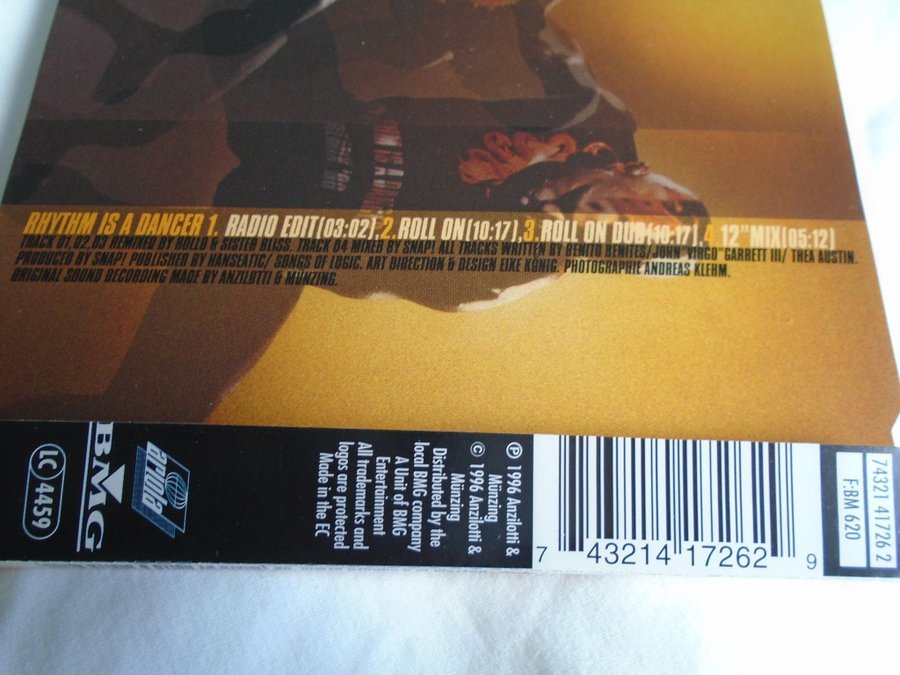 RHYTHM IS A DANCER 1. RADIO EDIT[03:02].2. ROLL ON[10:17].3. ROLL ON DUB[10:17].4 12"MIX[05:12]
TRACK 01, 02, 03 REMIXED BY ROLLO & SISTER BLISS. TRACK 04 MIXED BY SNAP! ALL TRACKS WRITTEN BY BENITO BENITES/JOHN "VIRGO" GARRETT III/ THEA AUSTIN.
PRODUCED BY SNAP! PUBLISHED BY HANSEATIC/ SONGS OF LOGIC. ART DIRECTION & DESIGN EIKE KÖNIG. PHOTOGRAPHIE ANDREAS KLEHM.
ORIGINAL SOUND RECORDING MADE BY ANZILOTTI & MÜNZING.
LC 4459
BMG
ariola
℗ 1996 Anzilotti &
Münzing
© 1996 Anzilotti &
Münzing
Distributed by the
local BMG company
A Unit of BMG
Entertainment
All trademarks and
logos are protected
Made in the EC
7 43214 17262 9
74321 41726 2
F:BM 620